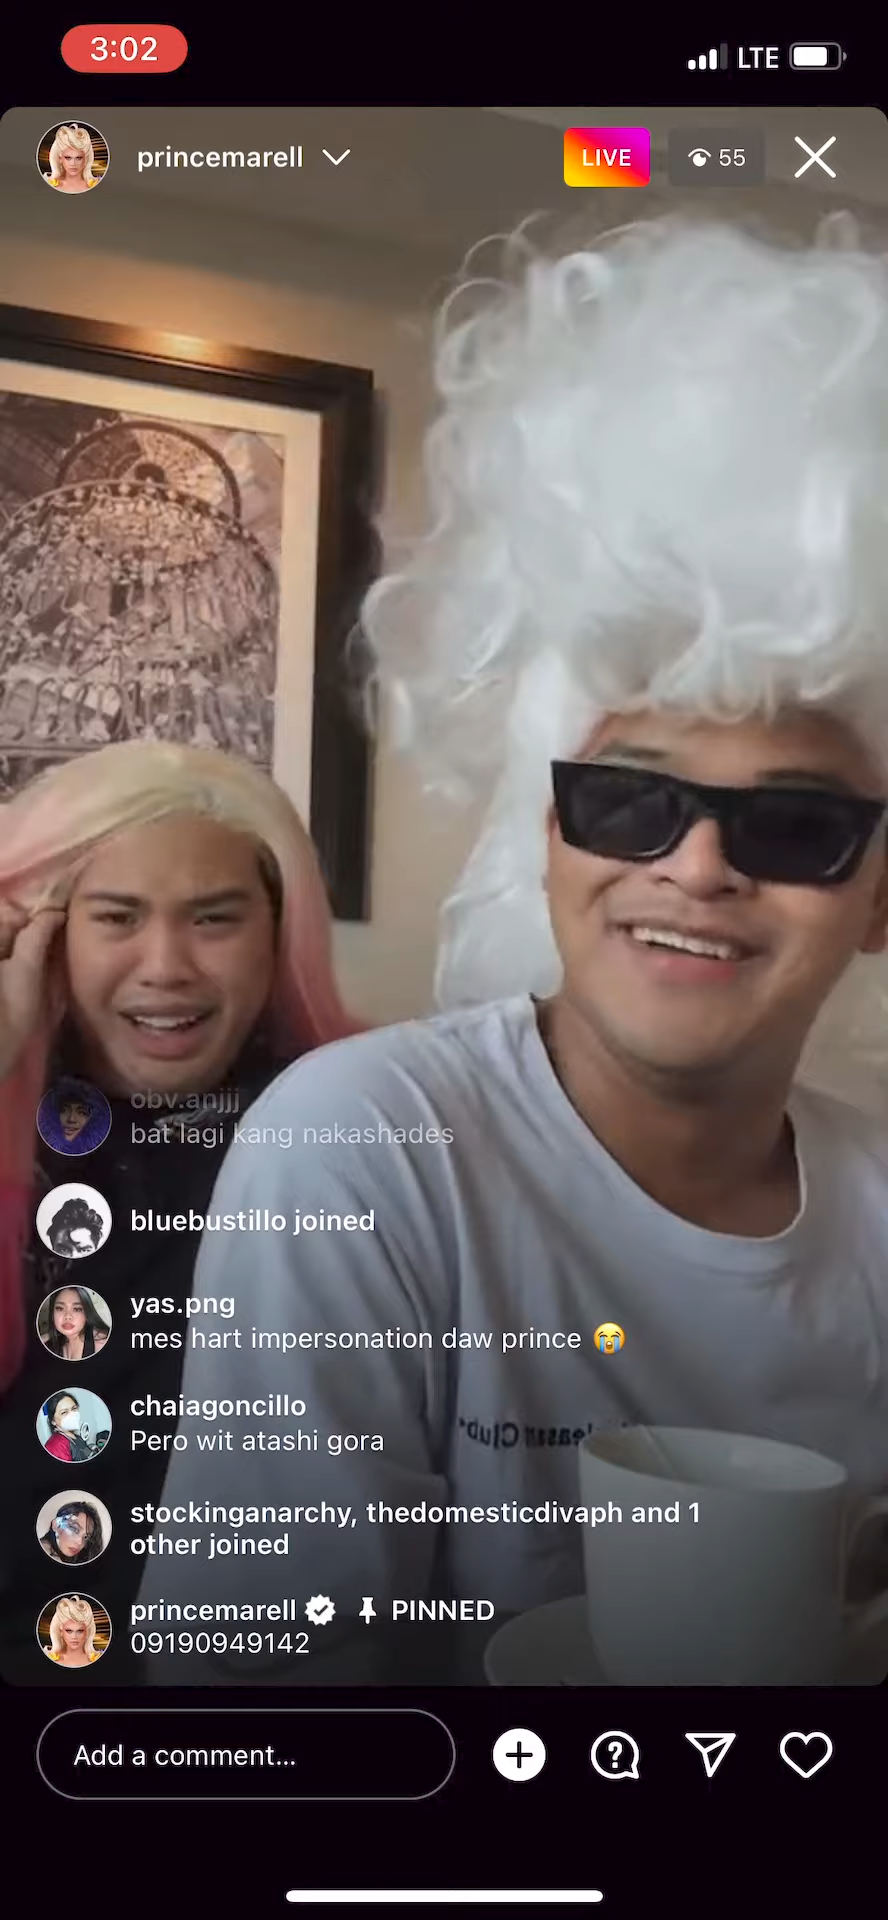 3:02
LTE
princemarell
LIVE
55
obv.anjjj
bat lagi kang nakashades
bluebustillo joined
yas.png
mes hart impersonation daw prince 😭
chaiagoncillo
Pero wit atashi gora
Club
stockinganarchy, thedomesticdivaph and 1
other joined
princemarell PINNED
09190949142
Add a comment...